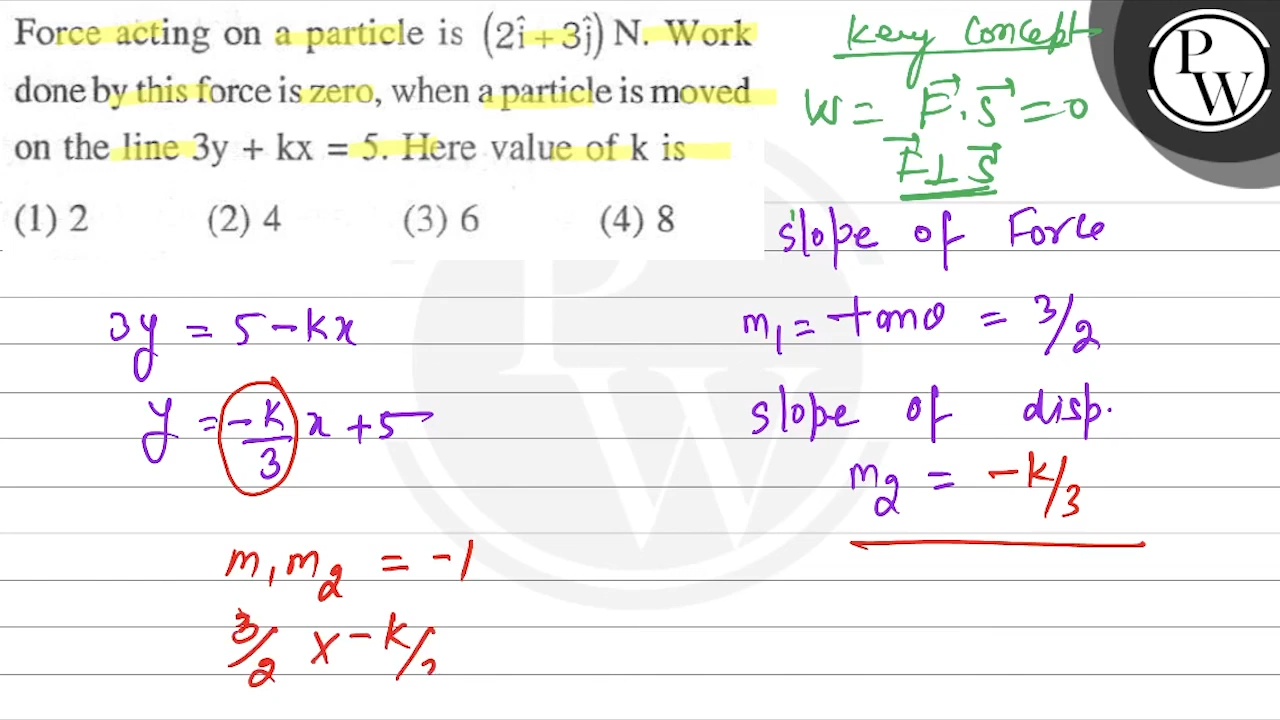 Force acting on a particle is (2î + 3ĵ) N. Work
done by this force is zero, when a particle is moved
on the line 3y + kx = 5. Here value of k is
(1) 2 (2) 4 (3) 6 (4) 8
Key Concept
W = F⃗.S⃗ = 0
F⃗ ⊥ S⃗
PW
slope of Force
m₁ = tanθ = 3/2
slope of disp.
m₂ = -k/3
3y = 5 - kx
y = -k/3 x + 5
m₁m₂ = -1
3/2 x -k/